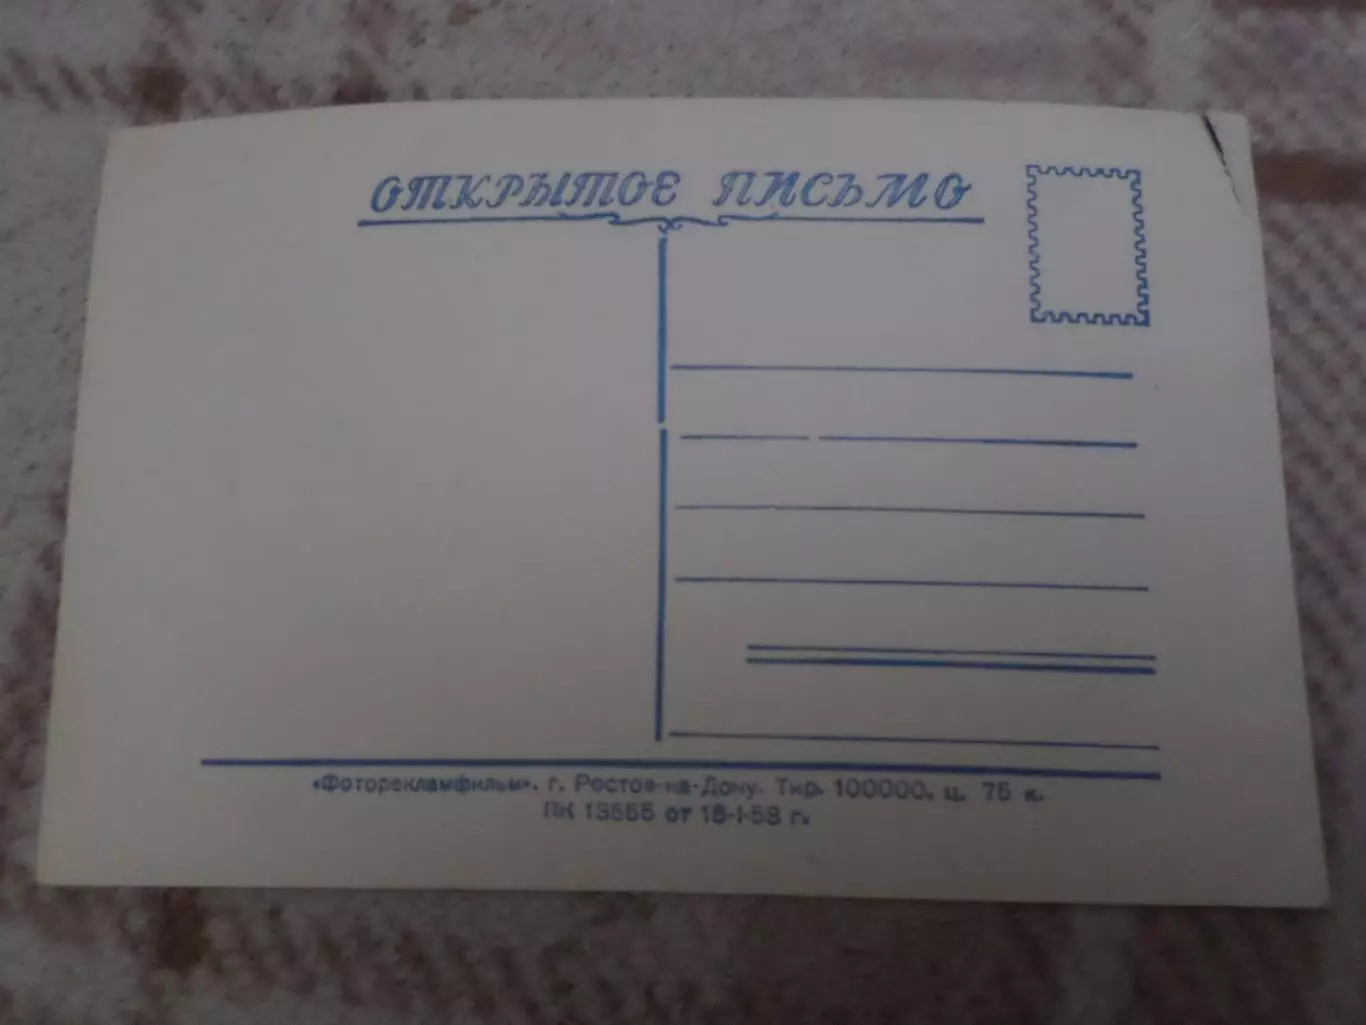 ОТКРЫТОЕ ПИСЬМО
«Фоторекламфильм». г. Ростов-на-Дону. Тир. 100000. ц. 75 к.
ПК 13555 от 18-I-58 г.